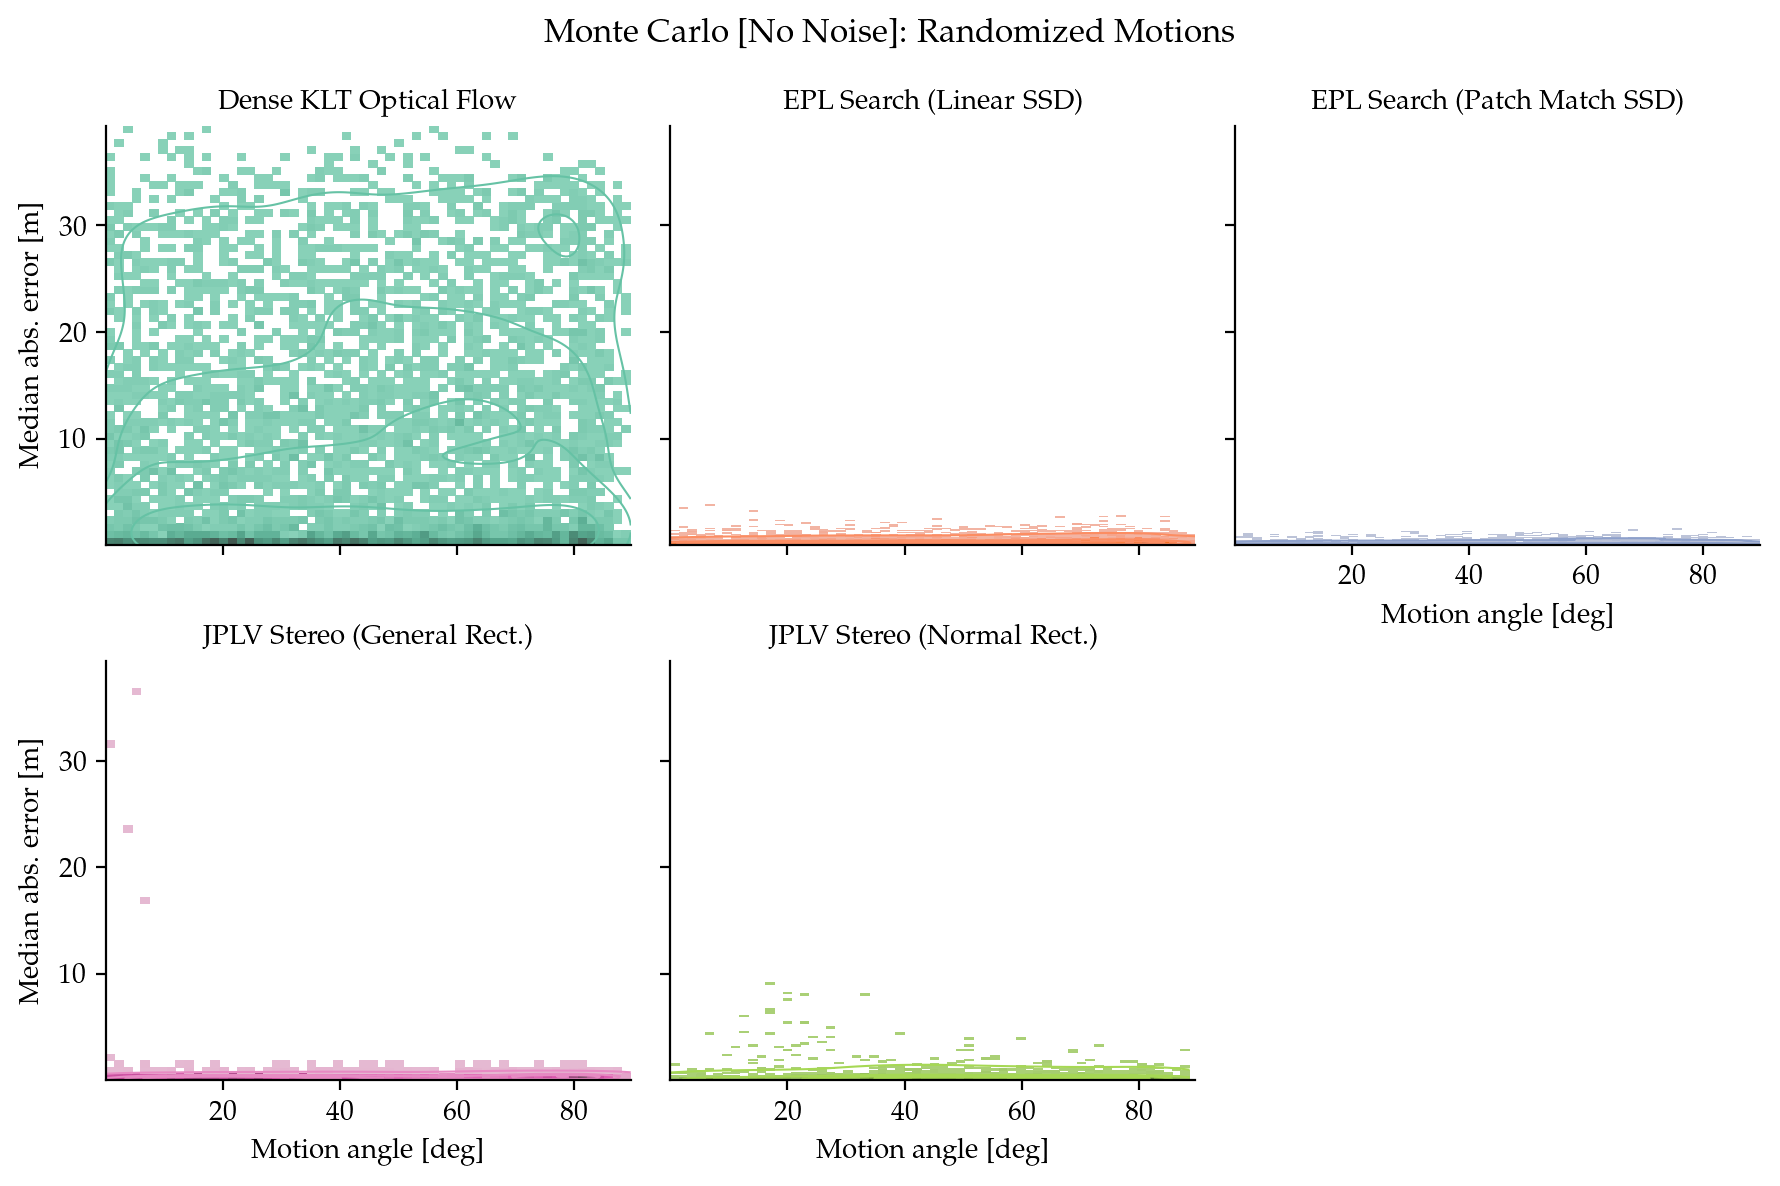 Monte Carlo [No Noise]: Randomized Motions
Dense KLT Optical Flow
EPL Search (Linear SSD)
EPL Search (Patch Match SSD)
Median abs. error [m]
30
20
10
20 40 60 80
Motion angle [deg]
JPLV Stereo (General Rect.)
JPLV Stereo (Normal Rect.)
Median abs. error [m]
30
20
10
20 40 60 80
Motion angle [deg]
20 40 60 80
Motion angle [deg]